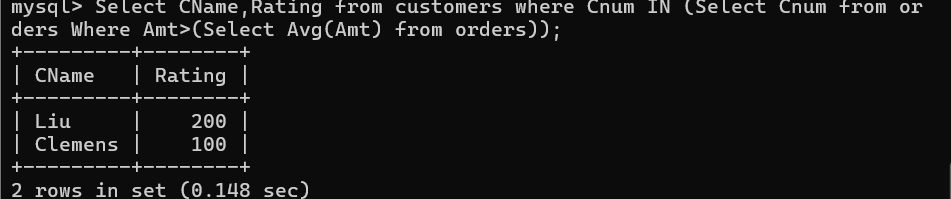 mysql> Select CName,Rating from customers where Cnum IN (Select Cnum from or
ders Where Amt>(Select Avg(Amt) from orders));
+---------+--------+
| CName   | Rating |
+---------+--------+
| Liu     |    200 |
| Clemens |    100 |
+---------+--------+
2 rows in set (0.148 sec)